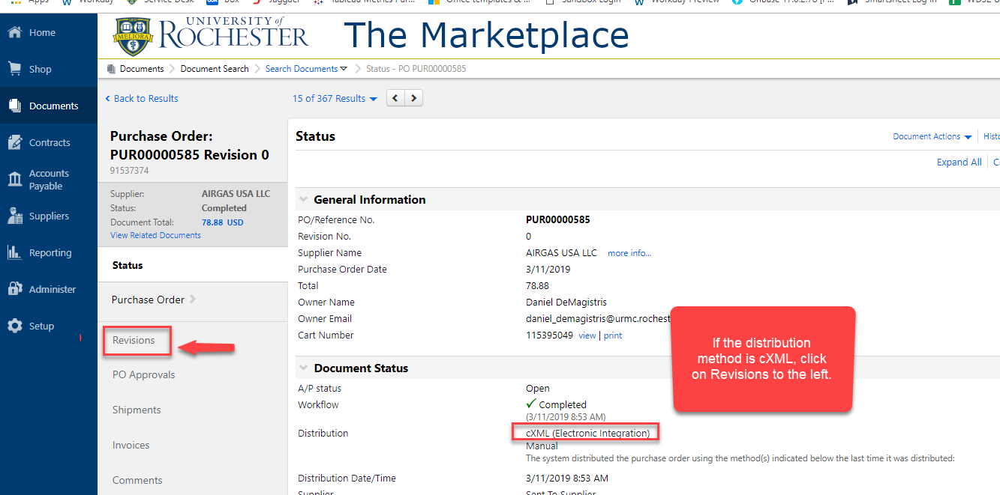 Apps Workday Service Desk Box Jaggaer Tableau Metrics Pur... Office templates & ... Sandbox Login Workday Preview OnBase 17.0.2.78 [P... Smartsheet Log In
Home
Shop
Documents
Contracts
Accounts
Payable
Suppliers
Reporting
Administer
Setup
UNIVERSITY of
ROCHESTER
MELIORA
The Marketplace
Documents > Document Search > Search Documents > Status - PO PUR00000585
Back to Results
15 of 367 Results
Purchase Order:
PUR00000585 Revision 0
91537374
Supplier: AIRGAS USA LLC
Status: Completed
Document Total: 78.88 USD
View Related Documents
Status
Purchase Order
Revisions
PO Approvals
Shipments
Invoices
Comments
Status
Document Actions | Histo
Expand All | C
General Information
PO/Reference No. PUR00000585
Revision No. 0
Supplier Name AIRGAS USA LLC more info...
Purchase Order Date 3/11/2019
Total 78.88
Owner Name Daniel DeMagistris
Owner Email daniel_demagistris@urmc.rochest
Cart Number 115395049 view | print
If the distribution
method is cXML, click
on Revisions to the left.
Document Status
A/P status Open
Workflow Completed
(3/11/2019 8:53 AM)
Distribution cXML (Electronic Integration)
Manual
The system distributed the purchase order using the method(s) indicated below the last time it was distributed:
Distribution Date/Time 3/11/2019 8:53 AM
Supplier Sent To Supplier